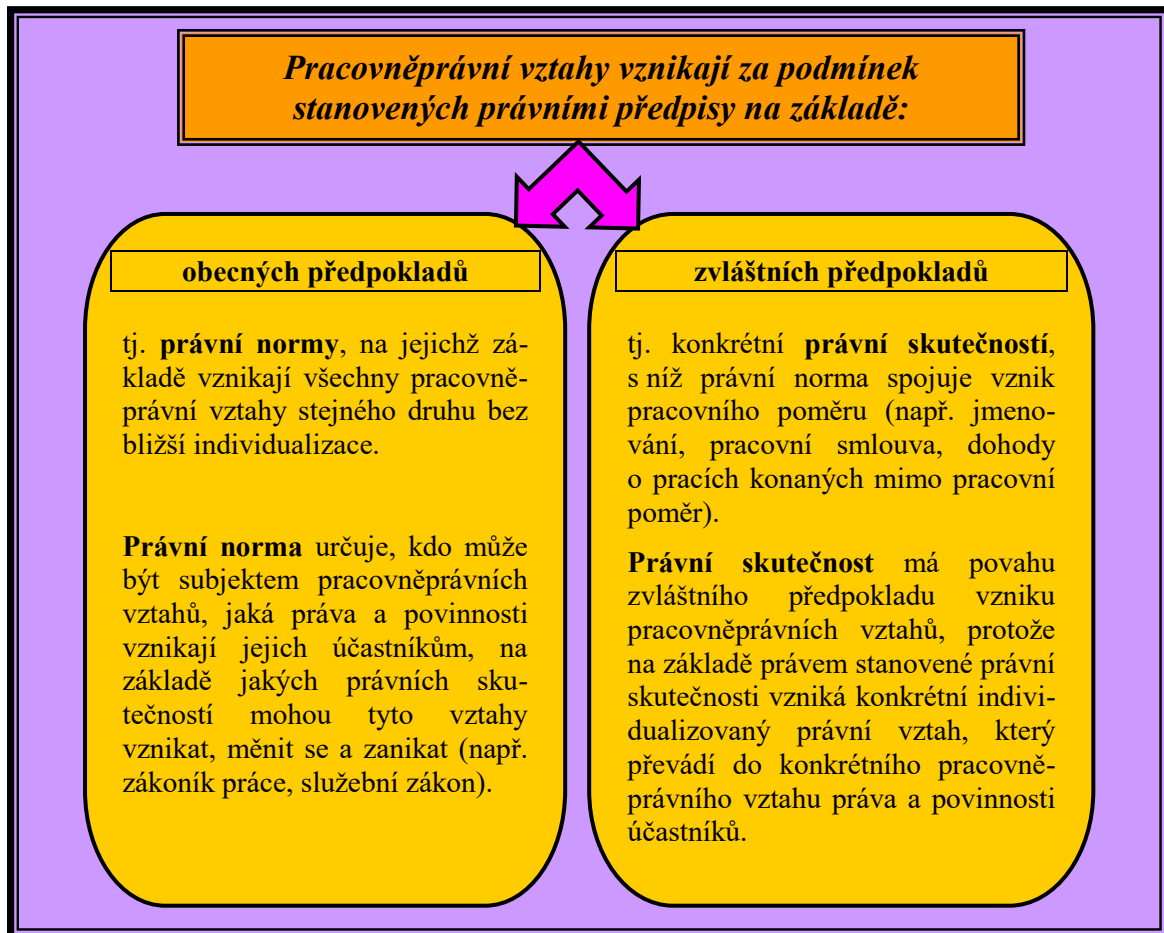 Pracovněprávní vztahy vznikají za podmínek
stanovených právními předpisy na základě:
obecných předpokladů
tj. právní normy, na jejichž zá-
kladě vznikají všechny pracovně-
právní vztahy stejného druhu bez
bližší individualizace.
Právní norma určuje, kdo může
být subjektem pracovněprávních
vztahů, jaká práva a povinnosti
vznikají jejich účastníkům, na
základě jakých právních sku-
tečností mohou tyto vztahy
vznikat, měnit se a zanikat (např.
zákoník práce, služební zákon).
zvláštních předpokladů
tj. konkrétní právní skutečností,
s níž právní norma spojuje vznik
pracovního poměru (např. jmeno-
vání, pracovní smlouva, dohody
o pracích konaných mimo pracovní
poměr).
Právní skutečnost má povahu
zvláštního předpokladu vzniku
pracovněprávních vztahů, protože
na základě právem stanovené právní
skutečnosti vzniká konkrétní indivi-
dualizovaný právní vztah, který
převádí do konkrétního pracovně-
právního vztahu práva a povinnosti
účastníků.